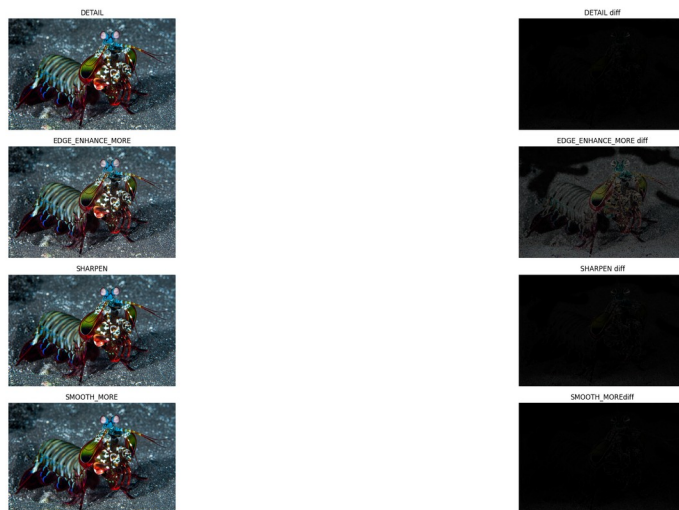 DETAIL
DETAIL diff
EDGE_ENHANCE_MORE
EDGE_ENHANCE_MORE diff
SHARPEN
SHARPEN diff
SMOOTH_MORE
SMOOTH_MOREdiff